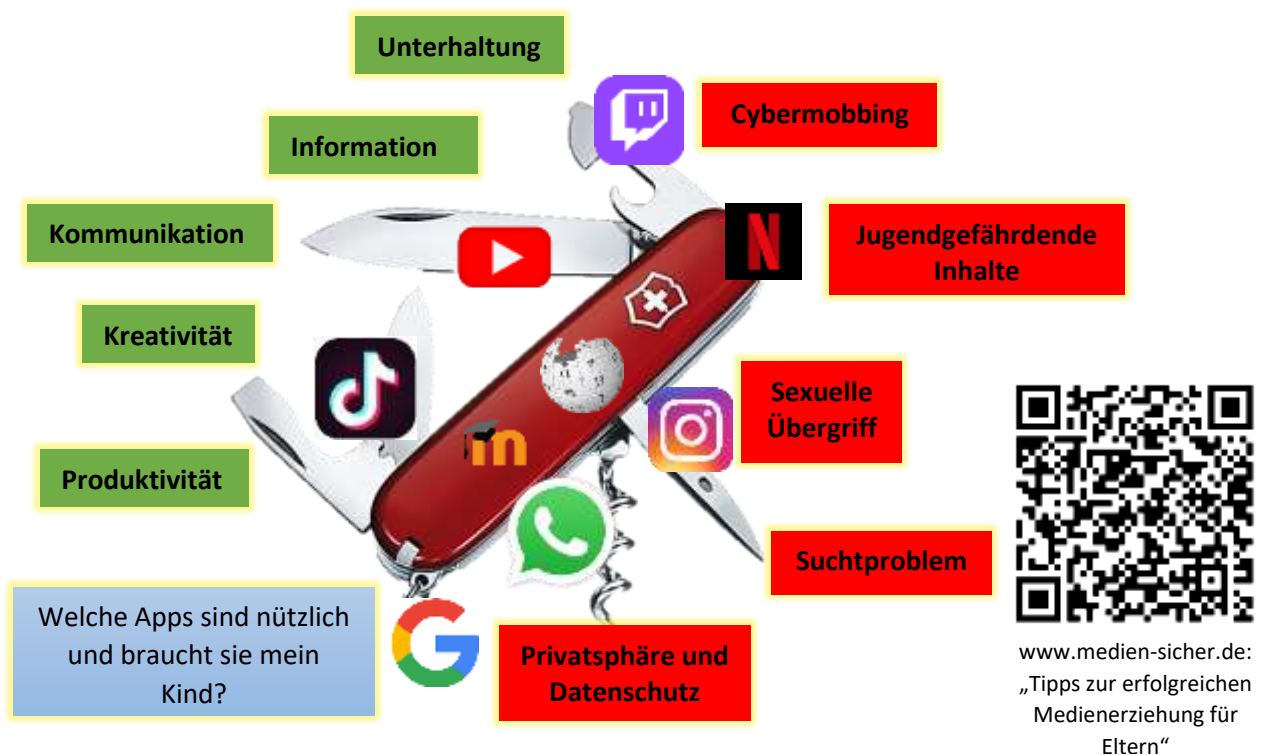 Unterhaltung
Cybermobbing
Information
Kommunikation
Jugendgefährdende
Inhalte
Kreativität
Sexuelle
Übergriff
Produktivität
Suchtproblem
Welche Apps sind nützlich
und braucht sie mein
Kind?
Privatsphäre und
Datenschutz
www.medien-sicher.de:
„Tipps zur erfolgreichen
Medienerziehung für
Eltern“